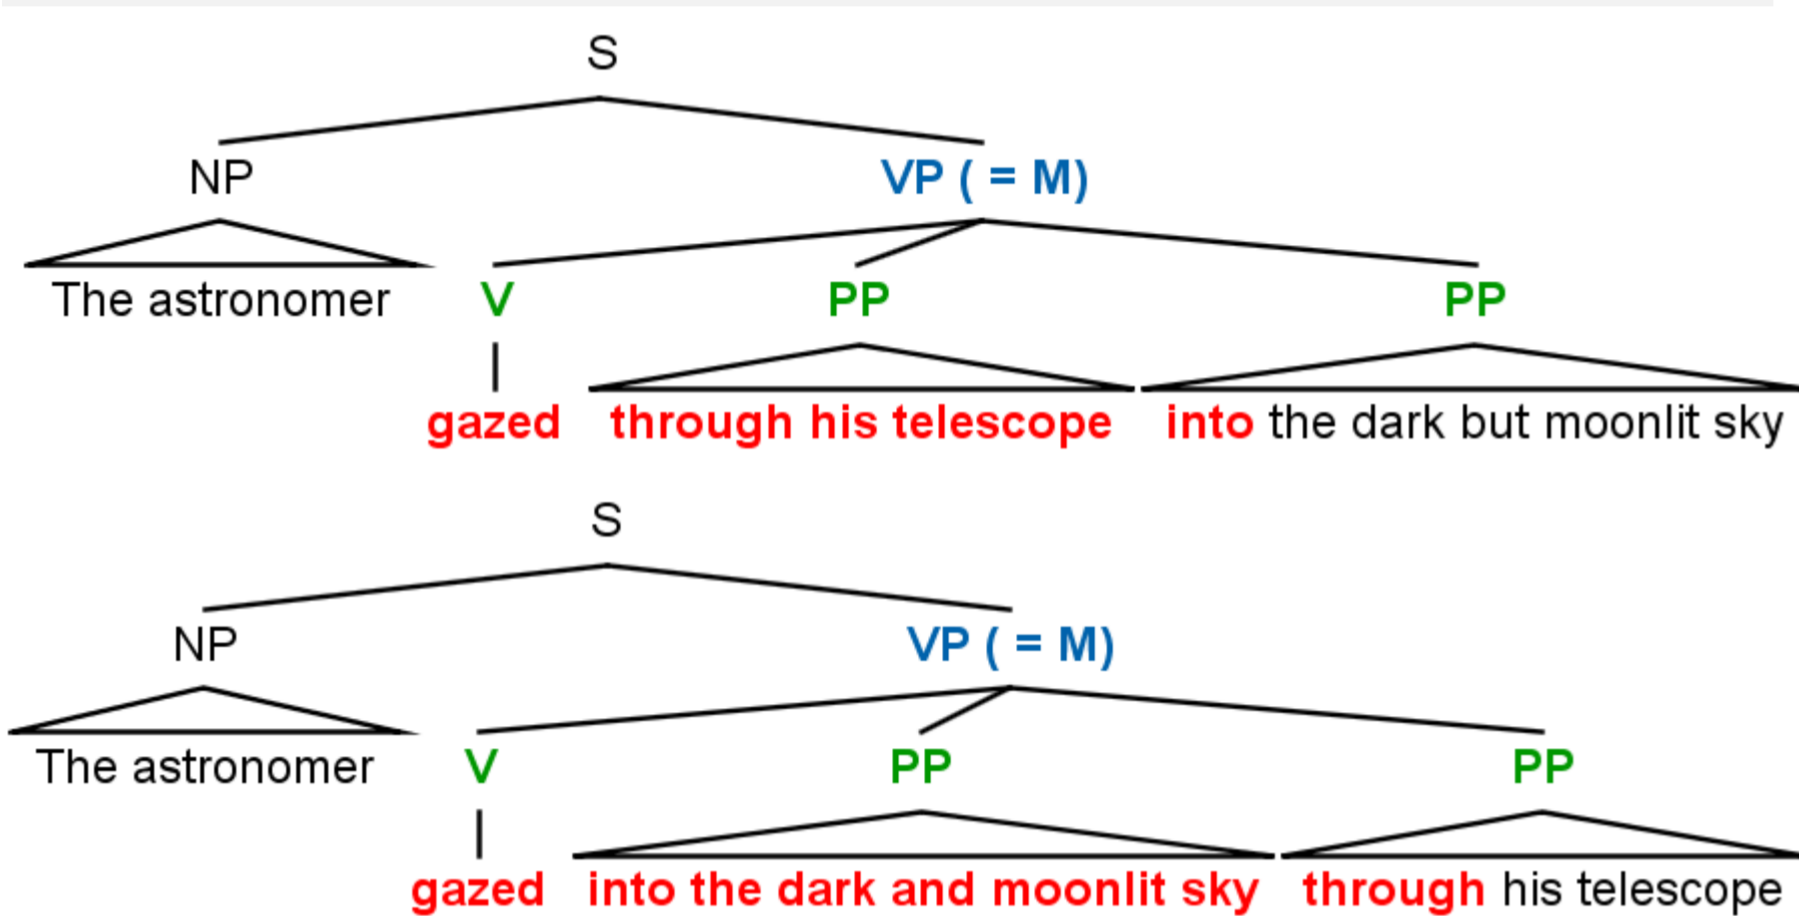 S
NP VP ( = M)
The astronomer V PP PP
gazed through his telescope into the dark but moonlit sky
S
NP VP ( = M)
The astronomer V PP PP
gazed into the dark and moonlit sky through his telescope